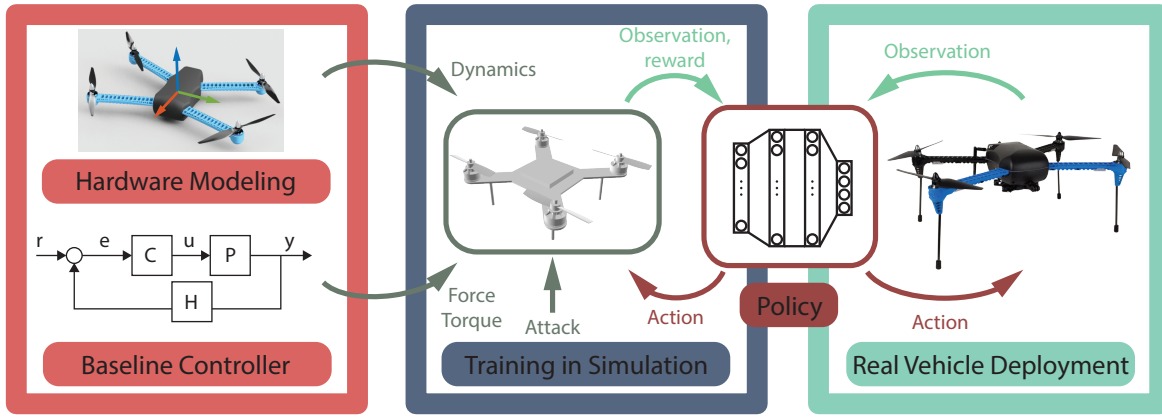 Hardware Modeling
r
e
C
u
P
y
H
Baseline Controller
Dynamics
Force
Torque
Attack
Observation,
reward
Action
Training in Simulation
Policy
Observation
Action
Real Vehicle Deployment